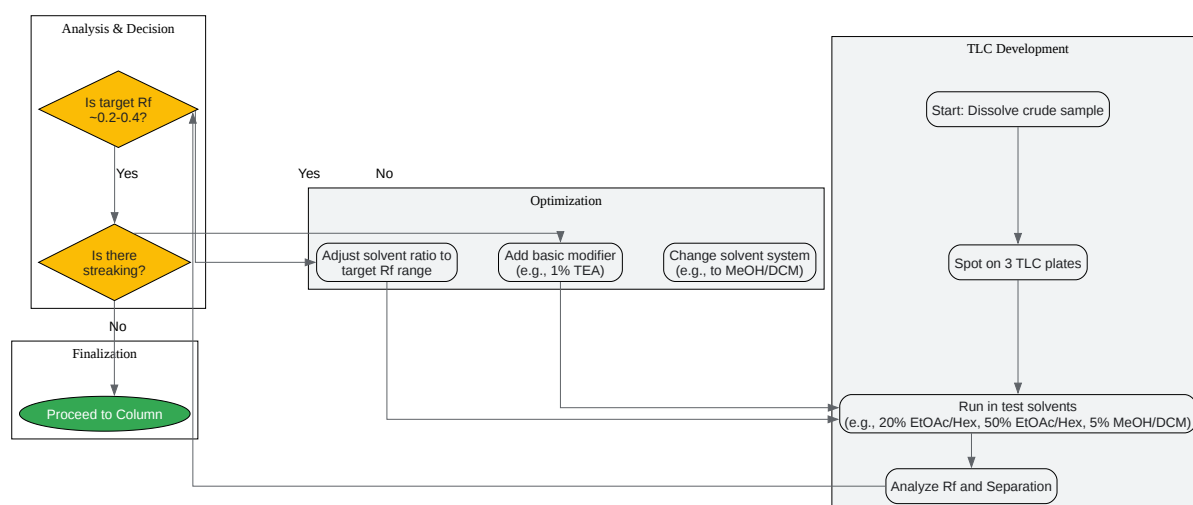 Analysis & Decision
Is target Rf
~0.2-0.4?
Yes
Is there
streaking?
No
Finalization
Proceed to Column
Yes
No
Optimization
Adjust solvent ratio to
target Rf range
Add basic modifier
(e.g., 1% TEA)
Change solvent system
(e.g., to MeOH/DCM)
TLC Development
Start: Dissolve crude sample
Spot on 3 TLC plates
Run in test solvents
(e.g., 20% EtOAc/Hex, 50% EtOAc/Hex, 5% MeOH/DCM)
Analyze Rf and Separation